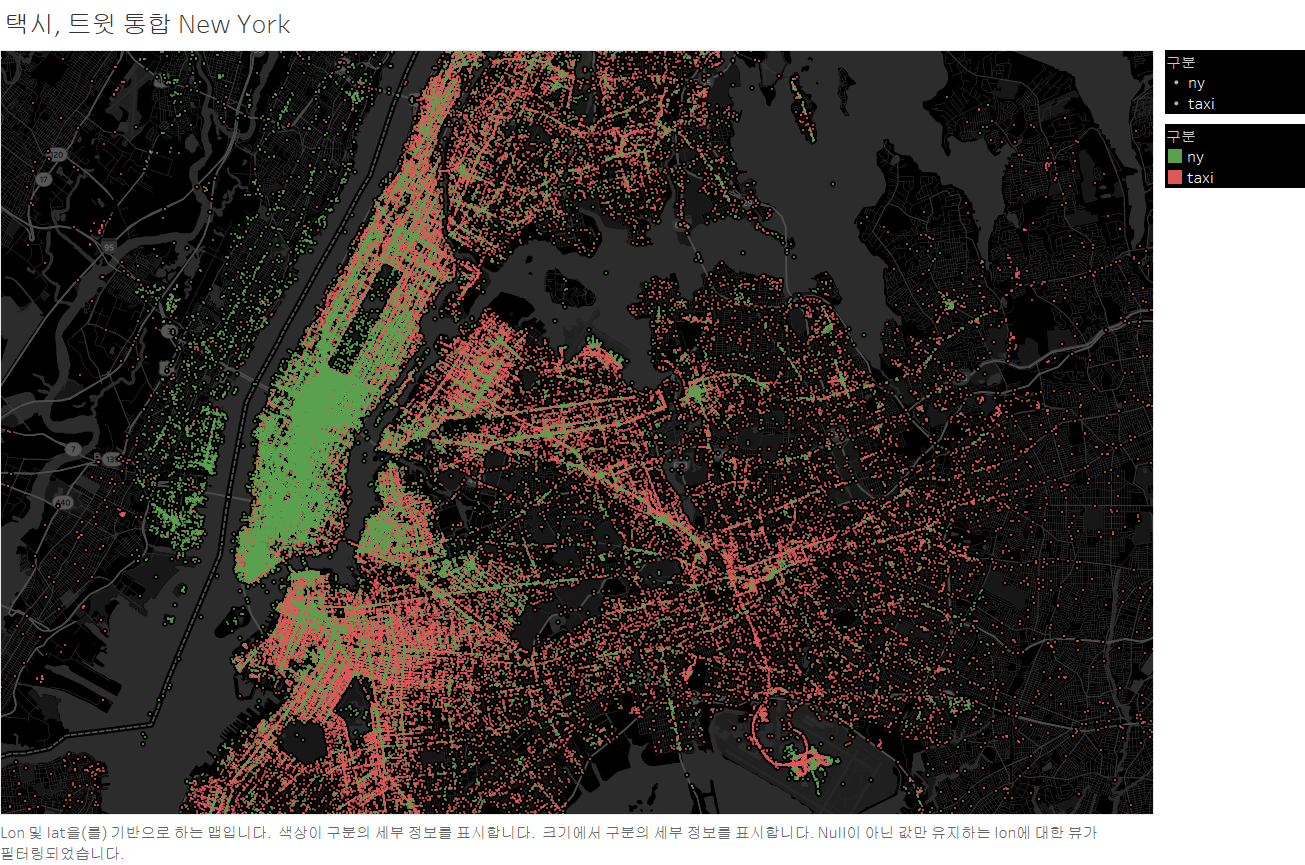 택시, 트윗 통합 New York
구분
ny
taxi
구분
ny
taxi
17
95
7
440
Lon 및 lat을(를) 기반으로 하는 맵입니다. 색상이 구분의 세부 정보를 표시합니다. 크기에서 구분의 세부 정보를 표시합니다. Null이 아닌 값만 유지하는 lon에 대한 뷰가
필터링되었습니다.